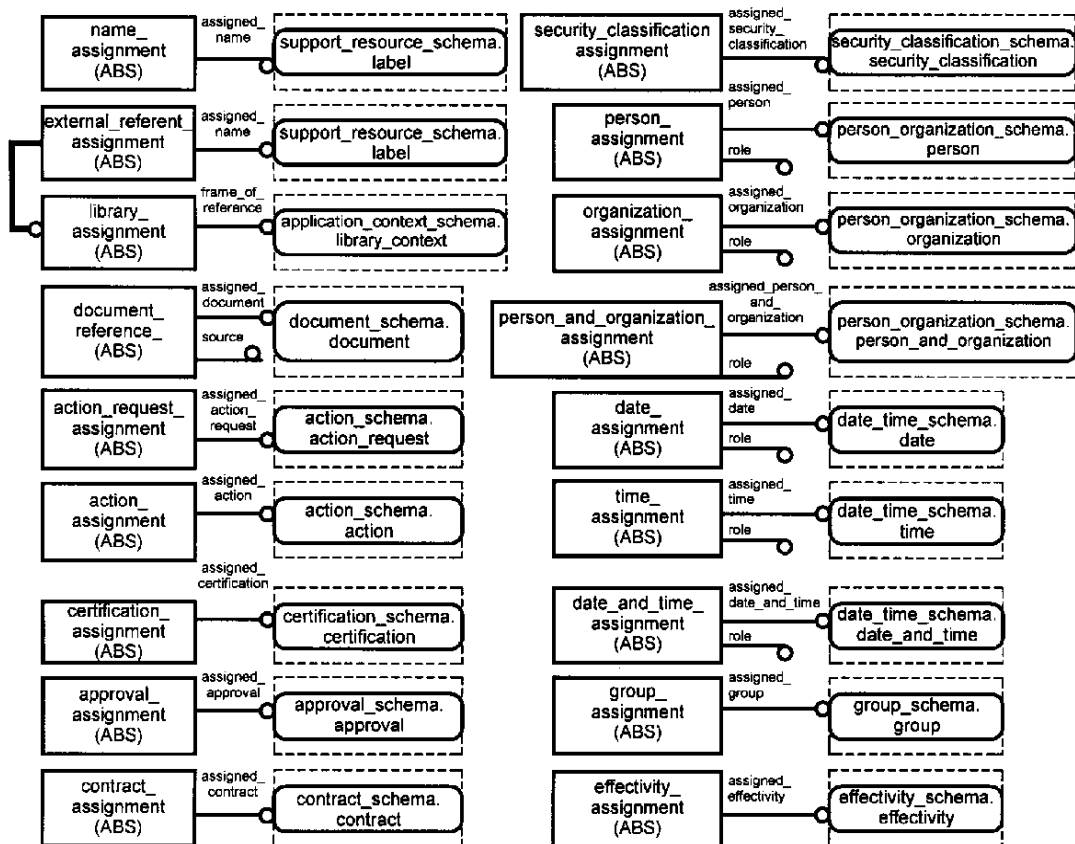 name_
assignment
(ABS)
assigned_
name
support_resource_schema.
label
external_referent_
assignment
(ABS)
assigned_
name
support_resource_schema.
label
library_
assignment
(ABS)
frame_of_
reference
application_context_schema.
library_context
document_
reference_
(ABS)
assigned_
document
source
document_schema.
document
action_request_
assignment
(ABS)
assigned_
action_
request
action_schema.
action_request
action_
assignment
(ABS)
assigned_
action
action_schema.
action
certification_
assignment
(ABS)
assigned_
certification
certification_schema.
certification
approval_
assignment
(ABS)
assigned_
approval
approval_schema.
approval
contract_
assignment
(ABS)
assigned_
contract
contract_schema.
contract
security_classification
assignment
(ABS)
assigned_
security_
classification
security_classification_schema.
security_classification
person_
assignment
(ABS)
assigned_
person
role
person_organization_schema.
person
organization_
assignment
(ABS)
assigned_
organization
role
person_organization_schema.
organization
person_and_organization_
assignment
(ABS)
assigned_person_
and_
organization
role
person_organization_schema.
person_and_organization
date_
assignment
(ABS)
assigned_
date
role
date_time_schema.
date
time_
assignment
(ABS)
assigned_
time
role
date_time_schema.
time
date_and_time_
assignment
(ABS)
assigned_
date_and_time
role
date_time_schema.
date_and_time
group_
assignment
(ABS)
assigned_
group
group_schema.
group
effectivity_
assignment
(ABS)
assigned_
effectivity
effectivity_schema.
effectivity